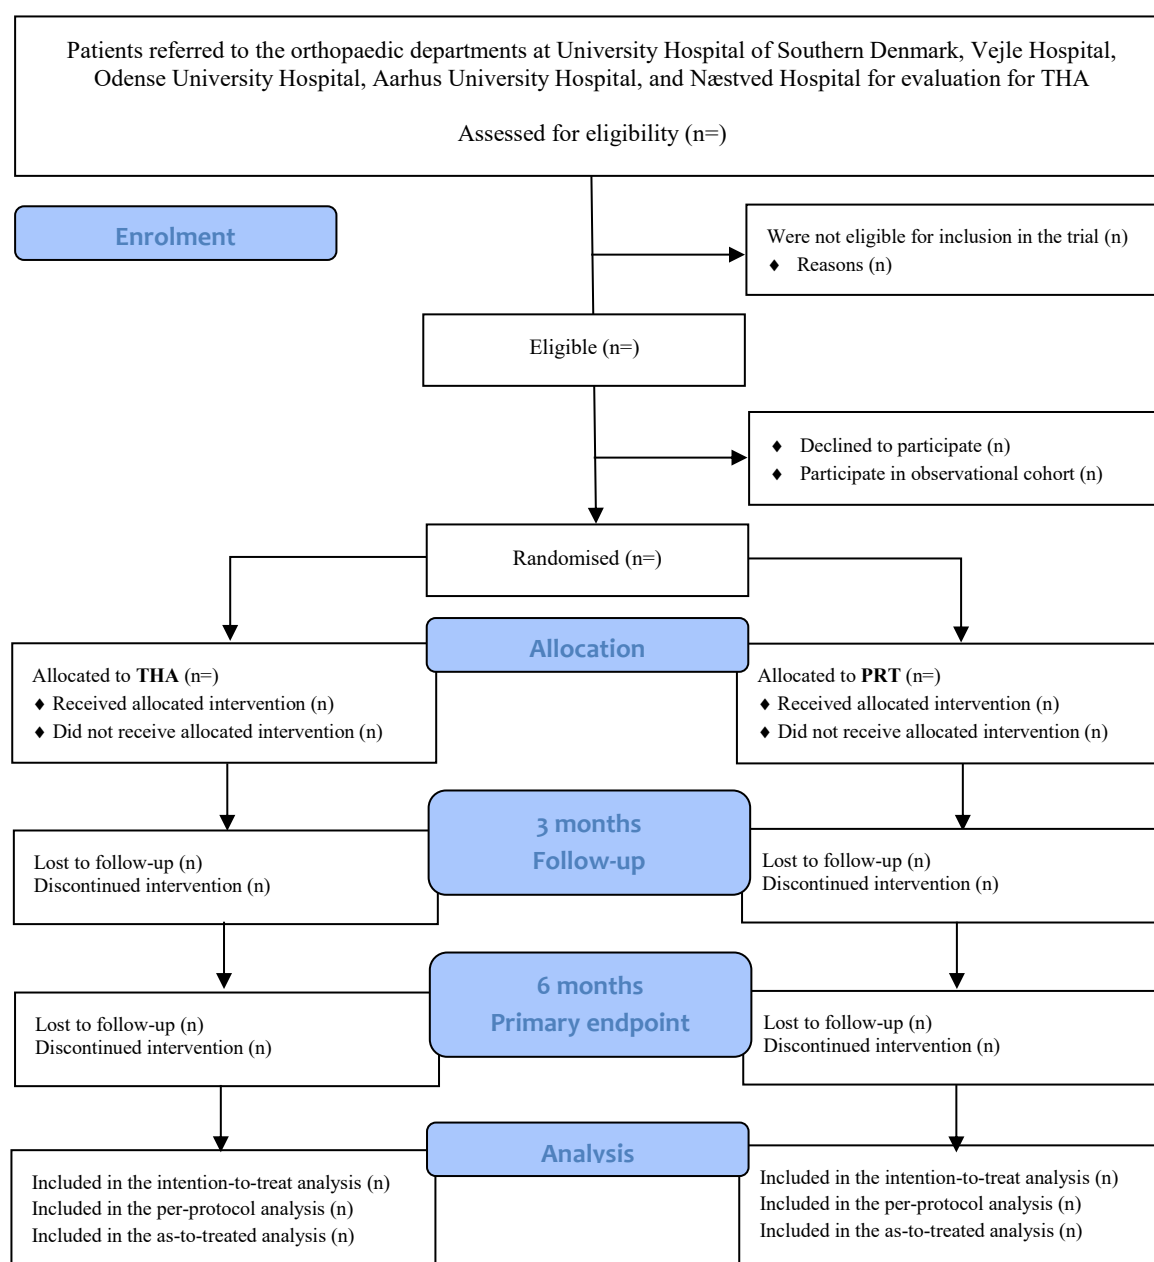 Patients referred to the orthopaedic departments at University Hospital of Southern Denmark, Vejle Hospital,
Odense University Hospital, Aarhus University Hospital, and Næstved Hospital for evaluation for THA
Assessed for eligibility (n=)
Enrolment
Were not eligible for inclusion in the trial (n)
♦ Reasons (n)
Eligible (n=)
♦ Declined to participate (n)
♦ Participate in observational cohort (n)
Randomised (n=)
Allocation
Allocated to THA (n=)
♦ Received allocated intervention (n)
♦ Did not receive allocated intervention (n)
Allocated to PRT (n=)
♦ Received allocated intervention (n)
♦ Did not receive allocated intervention (n)
3 months
Follow-up
Lost to follow-up (n)
Discontinued intervention (n)
Lost to follow-up (n)
Discontinued intervention (n)
6 months
Primary endpoint
Lost to follow-up (n)
Discontinued intervention (n)
Lost to follow-up (n)
Discontinued intervention (n)
Analysis
Included in the intention-to-treat analysis (n)
Included in the per-protocol analysis (n)
Included in the as-to-treated analysis (n)
Included in the intention-to-treat analysis (n)
Included in the per-protocol analysis (n)
Included in the as-to-treated analysis (n)